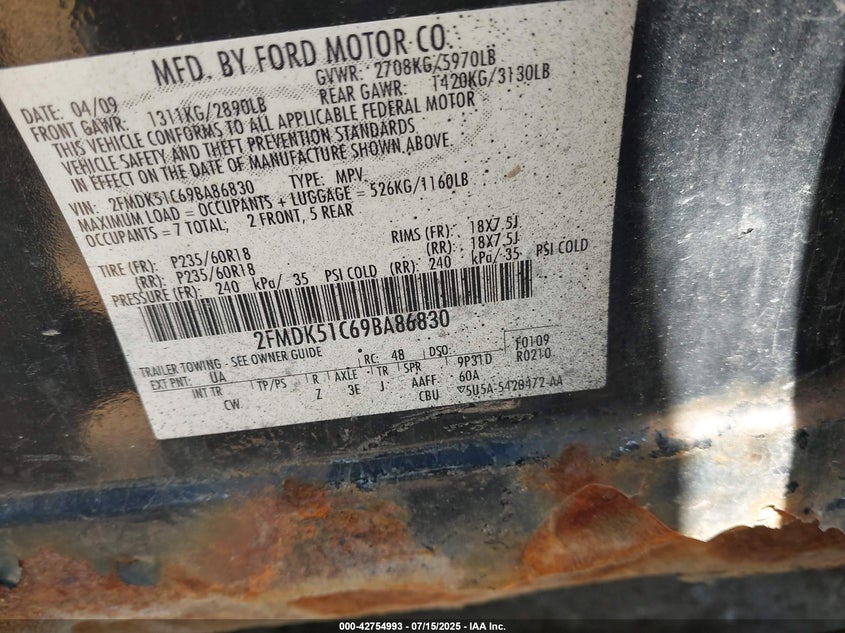 MFD. BY FORD MOTOR CO.
DATE: 04/09 GVWR: 2708KG/5970LB
FRONT GAWR: 1311KG/2890LB REAR GAWR: 1420KG/3130LB
THIS VEHICLE CONFORMS TO ALL APPLICABLE FEDERAL MOTOR
VEHICLE SAFETY AND THEFT PREVENTION STANDARDS
IN EFFECT ON THE DATE OF MANUFACTURE SHOWN ABOVE
VIN: 2FMDK51C69BA86830 TYPE: MPV
MAXIMUM LOAD = OCCUPANTS + LUGGAGE = 526KG/1160LB
OCCUPANTS = 7 TOTAL, 2 FRONT, 5 REAR
TIRE (FR): P235/60R18 RIMS (FR): 18X7.5J
(RR): P235/60R18 (RR): 18X7.5J
PRESSURE (FR): 240 kPa/ 35 PSI COLD (RR): 240 kPa/ 35 PSI COLD
2FMDK51C69BA86830
TRAILER TOWING - SEE OWNER GUIDE
EXT PNT: UA RC: 48 DSO: 9P31D F0109
INT TR TP/PS R AXLE TR SPR 60A R0210
CW Z 3E J AAFF
CBU 5U5A-5420472-AA
000-42754993 - 07/15/2025 - IAA Inc.